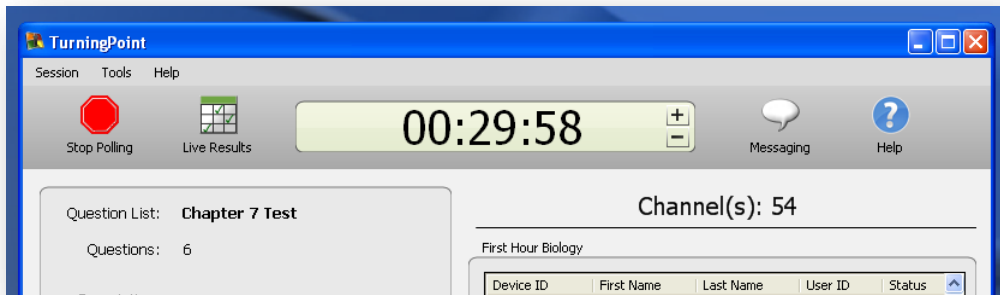 TurningPoint
Session Tools Help
00:29:58
+
−
Stop Polling Live Results Messaging Help
Question List: Chapter 7 Test
Questions: 6
Channel(s): 54
First Hour Biology
Device ID First Name Last Name User ID Status